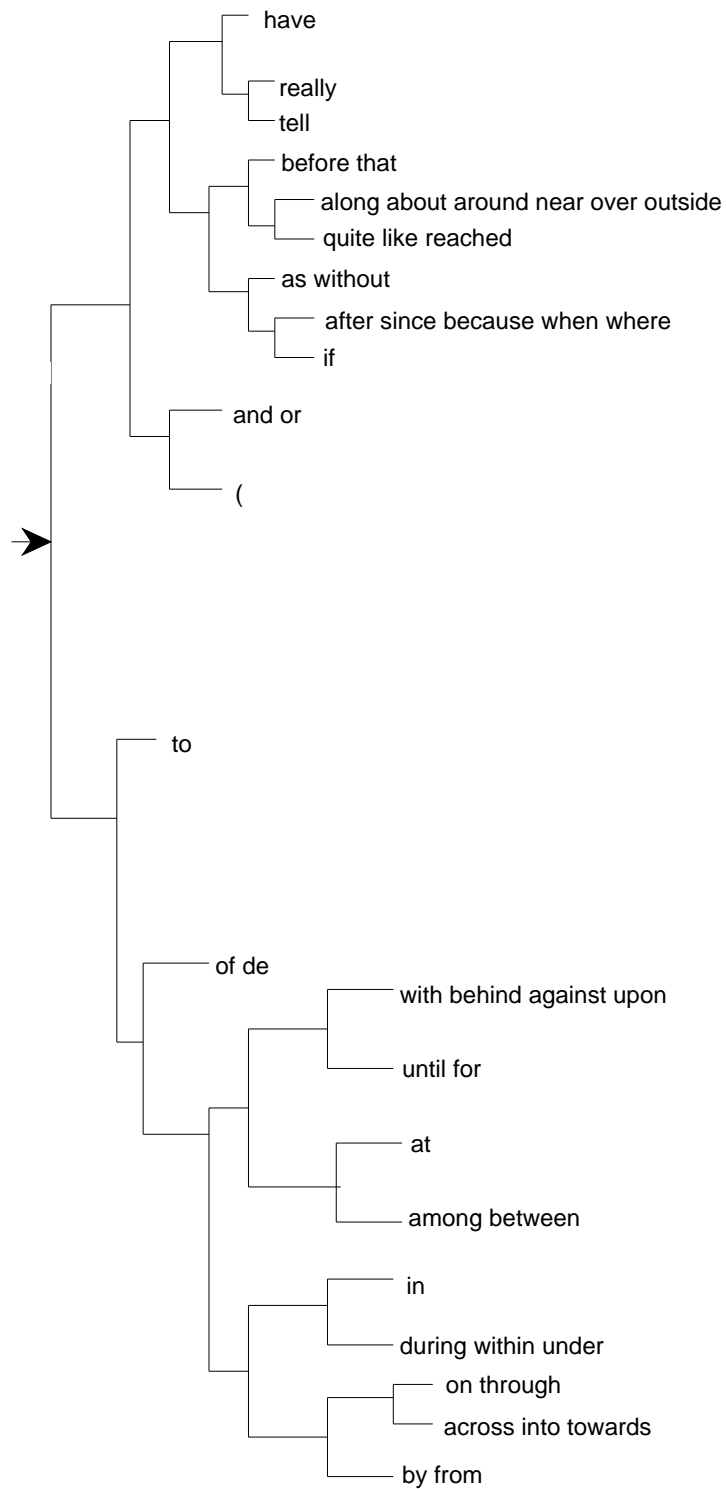 have
really
tell
before that
along about around near over outside
quite like reached
as without
after since because when where
if
and or
(
to
of de
with behind against upon
until for
at
among between
in
during within under
on through
across into towards
by from